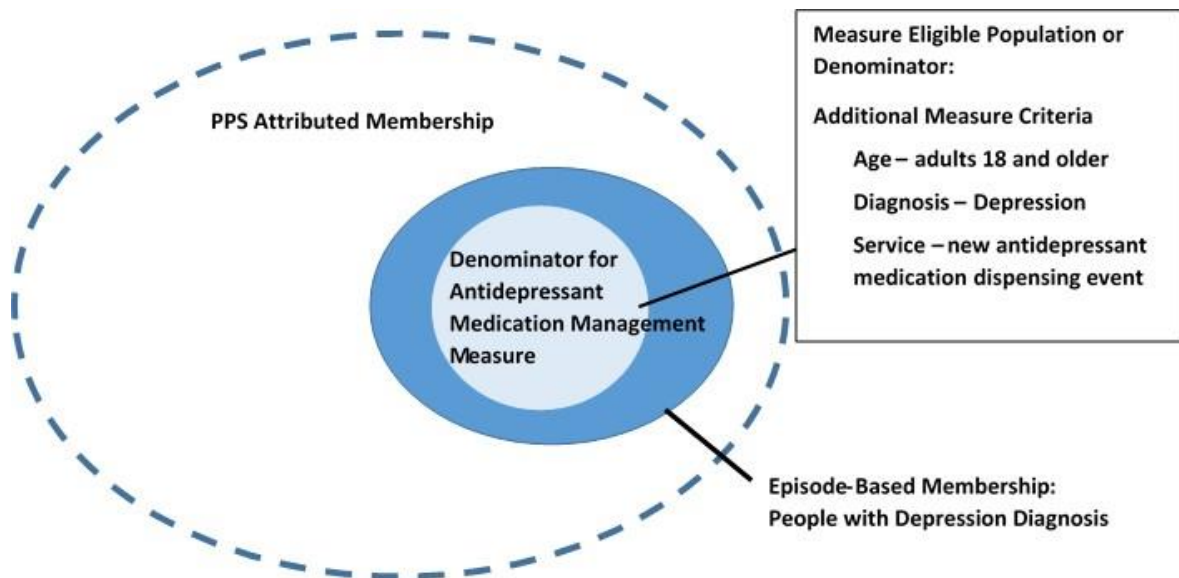 PPS Attributed Membership
Denominator for
Antidepressant
Medication Management
Measure
Measure Eligible Population or
Denominator:
Additional Measure Criteria
Age – adults 18 and older
Diagnosis – Depression
Service – new antidepressant
medication dispensing event
Episode-Based Membership:
People with Depression Diagnosis